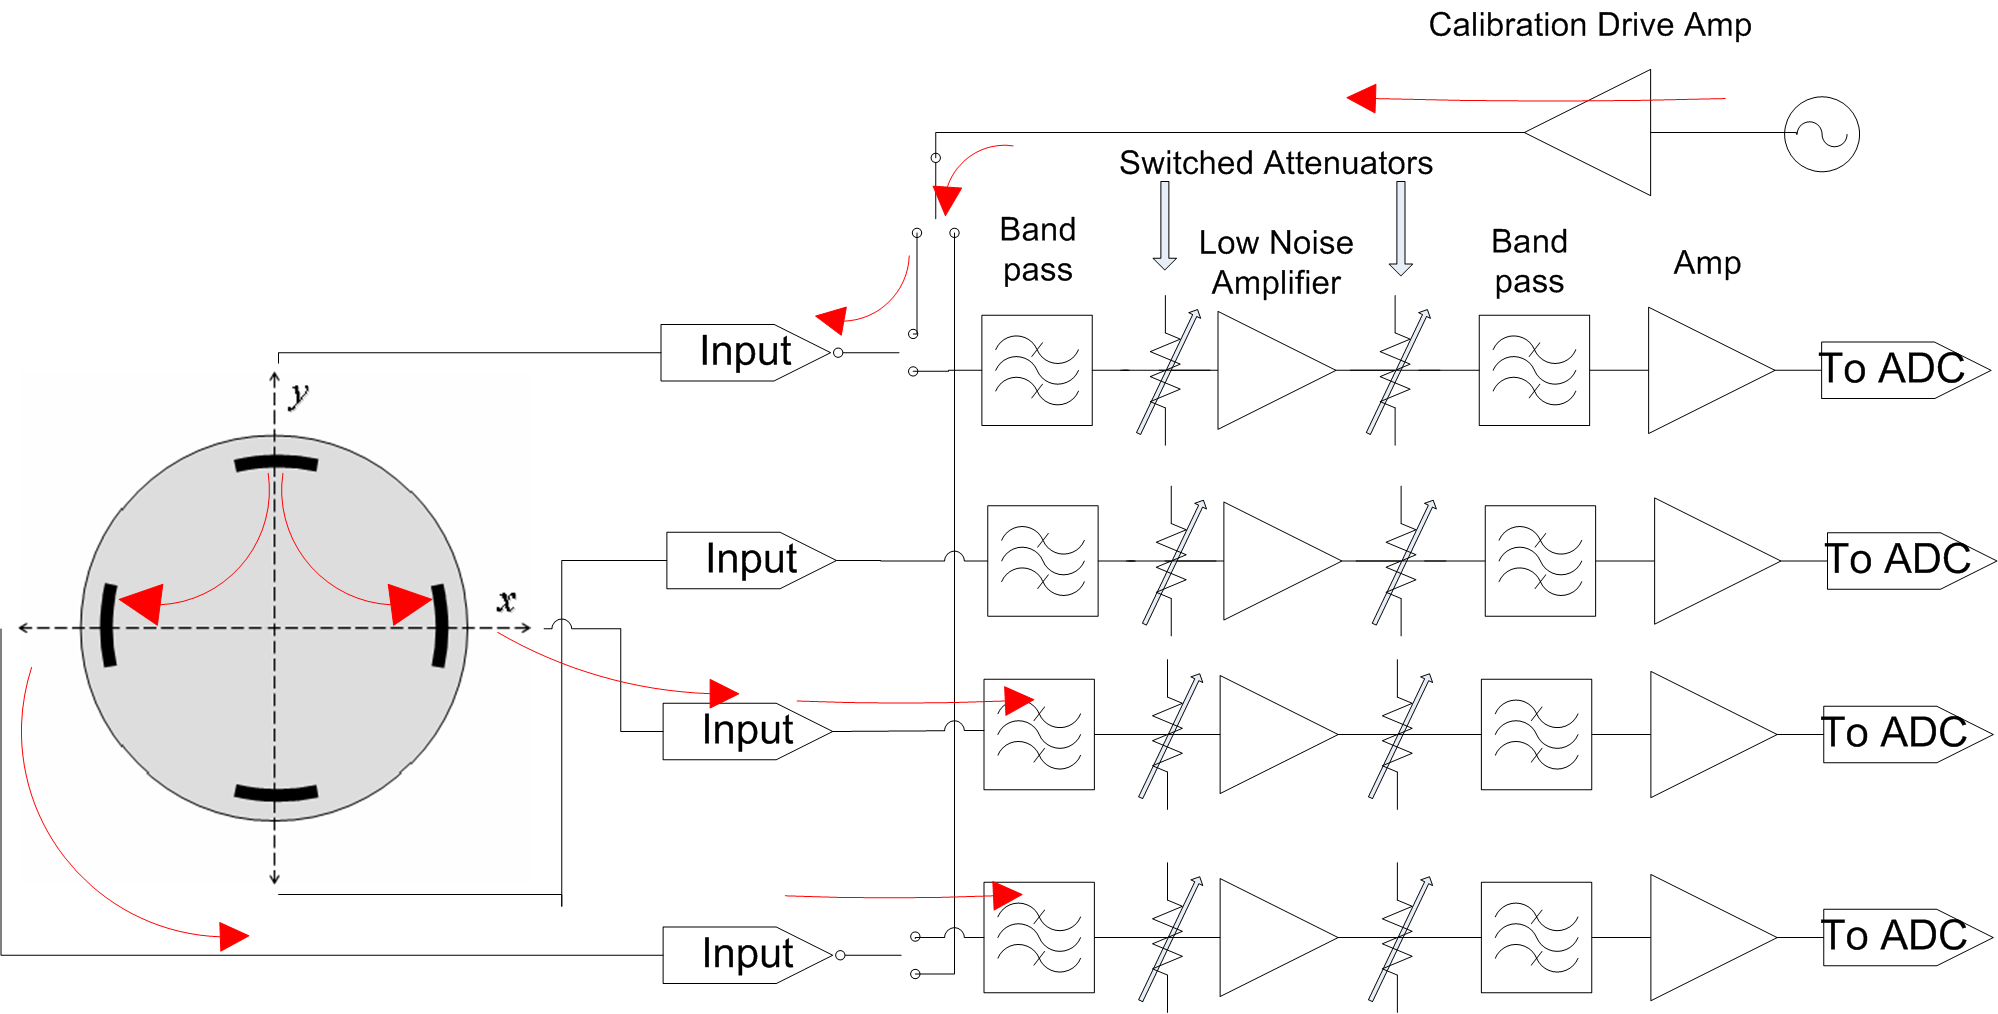 Calibration Drive Amp
Switched Attenuators
Band
pass
Low Noise
Amplifier
Band
pass
Amp
Input
To ADC
y
Input
To ADC
x
Input
To ADC
Input
To ADC